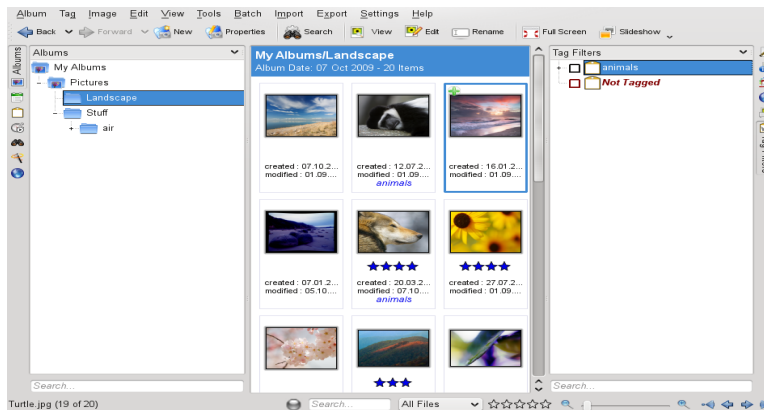 Album Tag Image Edit View Tools Batch Import Export Settings Help
Back Forward New Properties Search View Edit Rename Full Screen Slideshow
Albums
Albums
My Albums
Pictures
Landscape
Stuff
air
Search...
My Albums/Landscape
Album Date: 07 Oct 2009 - 20 Items
created : 07.10.2...
modified : 01.09....
created : 12.07.2...
modified : 01.09....
animals
created : 16.01.2...
modified : 01.09....
created : 07.01.2...
modified : 05.10....
created : 20.03.2...
modified : 07.10....
animals
created : 27.07.2...
modified : 01.09....
Tag Filters
animals
Not Tagged
Search...
Turtle.jpg (19 of 20)
Search...
All Files